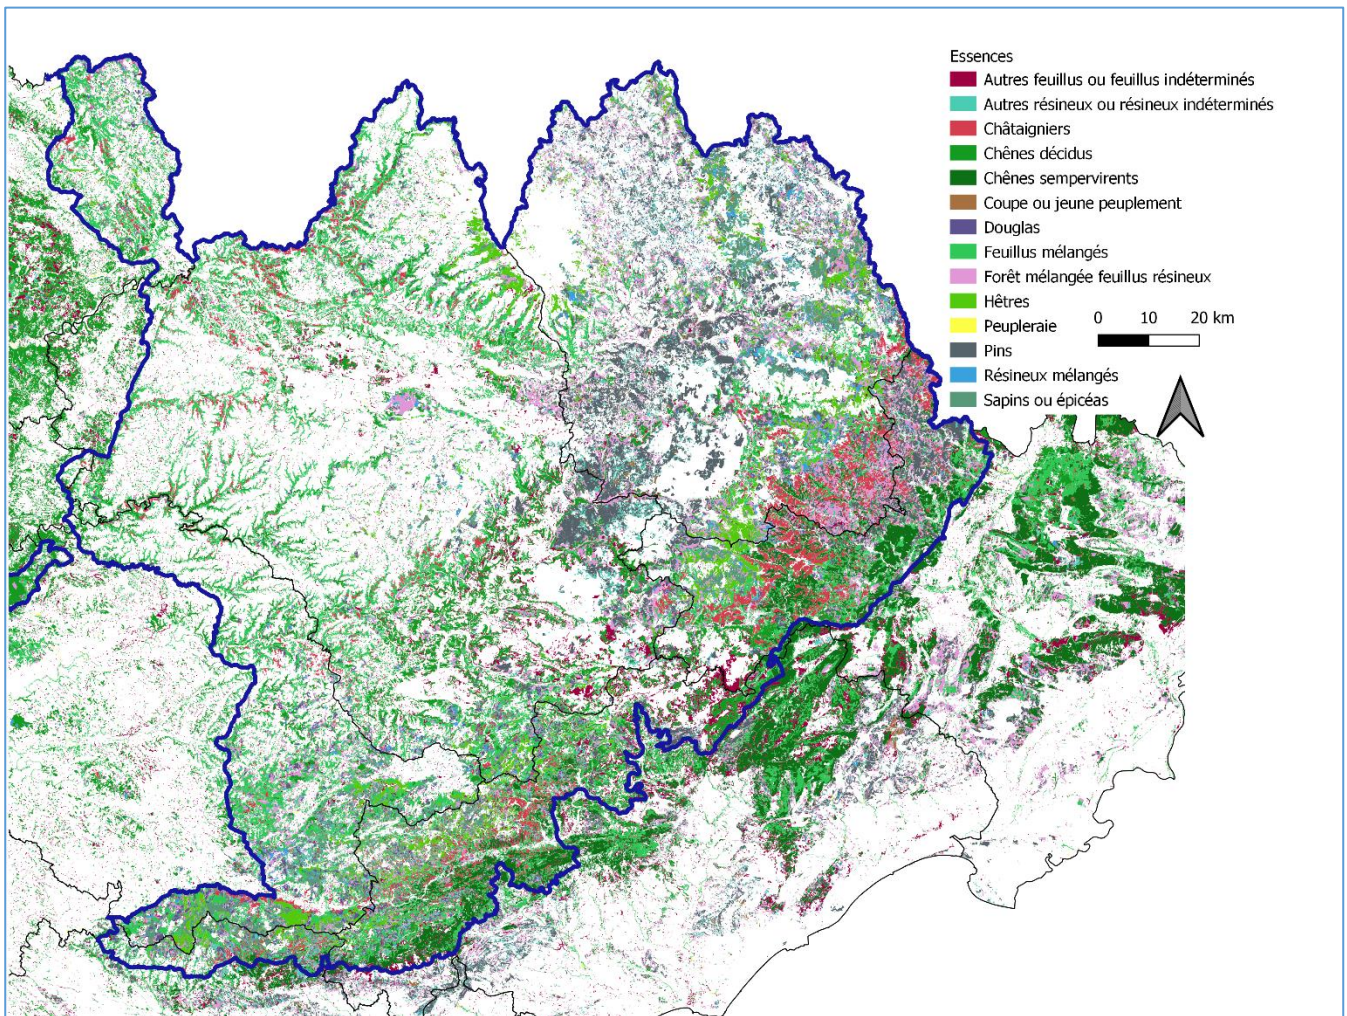 Essences
Autres feuillus ou feuillus indéterminés
Autres résineux ou résineux indéterminés
Châtaigniers
Chênes décidus
Chênes sempervirents
Coupe ou jeune peuplement
Douglas
Feuillus mélangés
Forêt mélangée feuillus résineux
Hêtres
Peupleraie
0 10 20 km
Pins
Résineux mélangés
Sapins ou épicéas